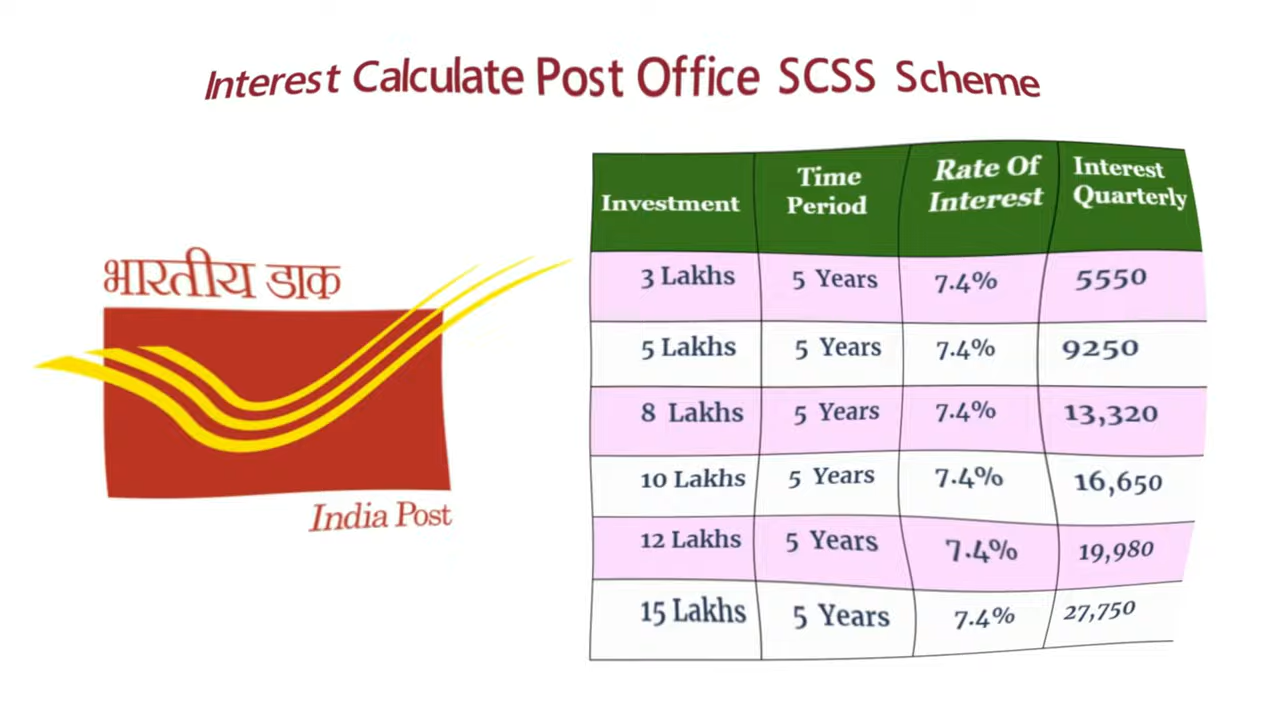 Interest Calculate Post Office SCSS Scheme
भारतीय डाक
India Post
Investment Time Period Rate Of Interest Interest Quarterly
3 Lakhs 5 Years 7.4% 5550
5 Lakhs 5 Years 7.4% 9250
8 Lakhs 5 Years 7.4% 13,320
10 Lakhs 5 Years 7.4% 16,650
12 Lakhs 5 Years 7.4% 19,980
15 Lakhs 5 Years 7.4% 27,750